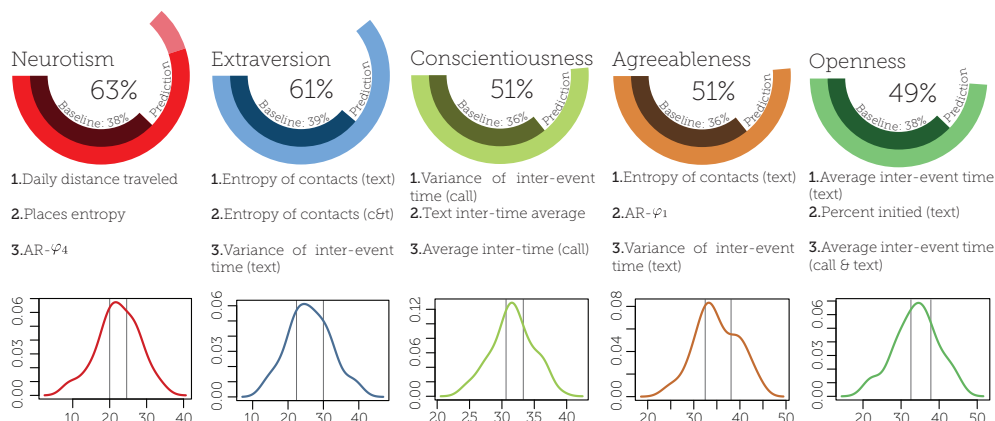 Neurotism
63%
Baseline: 38%
Prediction
1.Daily distance traveled
2.Places entropy
3.AR-φ4
0.00 0.03 0.06
10 20 30 40
Extraversion
61%
Baseline: 39%
Prediction
1.Entropy of contacts (text)
2.Entropy of contacts (c&t)
3.Variance of inter-event
time (text)
0.00 0.03 0.06
10 20 30 40
Conscientiousness
51%
Baseline: 36%
Prediction
1.Variance of inter-event
time (call)
2.Text inter-time average
3.Average inter-time (call)
0.00 0.06 0.12
20 25 30 35 40
Agreeableness
51%
Baseline: 36%
Prediction
1.Entropy of contacts (text)
2.AR-φ1
3.Variance of inter-event
time (text)
0.00 0.04 0.08
20 30 40 50
Openness
49%
Baseline: 38%
Prediction
1.Average inter-event time
(text)
2.Percent initied (text)
3.Average inter-event time
(call & text)
0.00 0.03 0.06
20 30 40 50